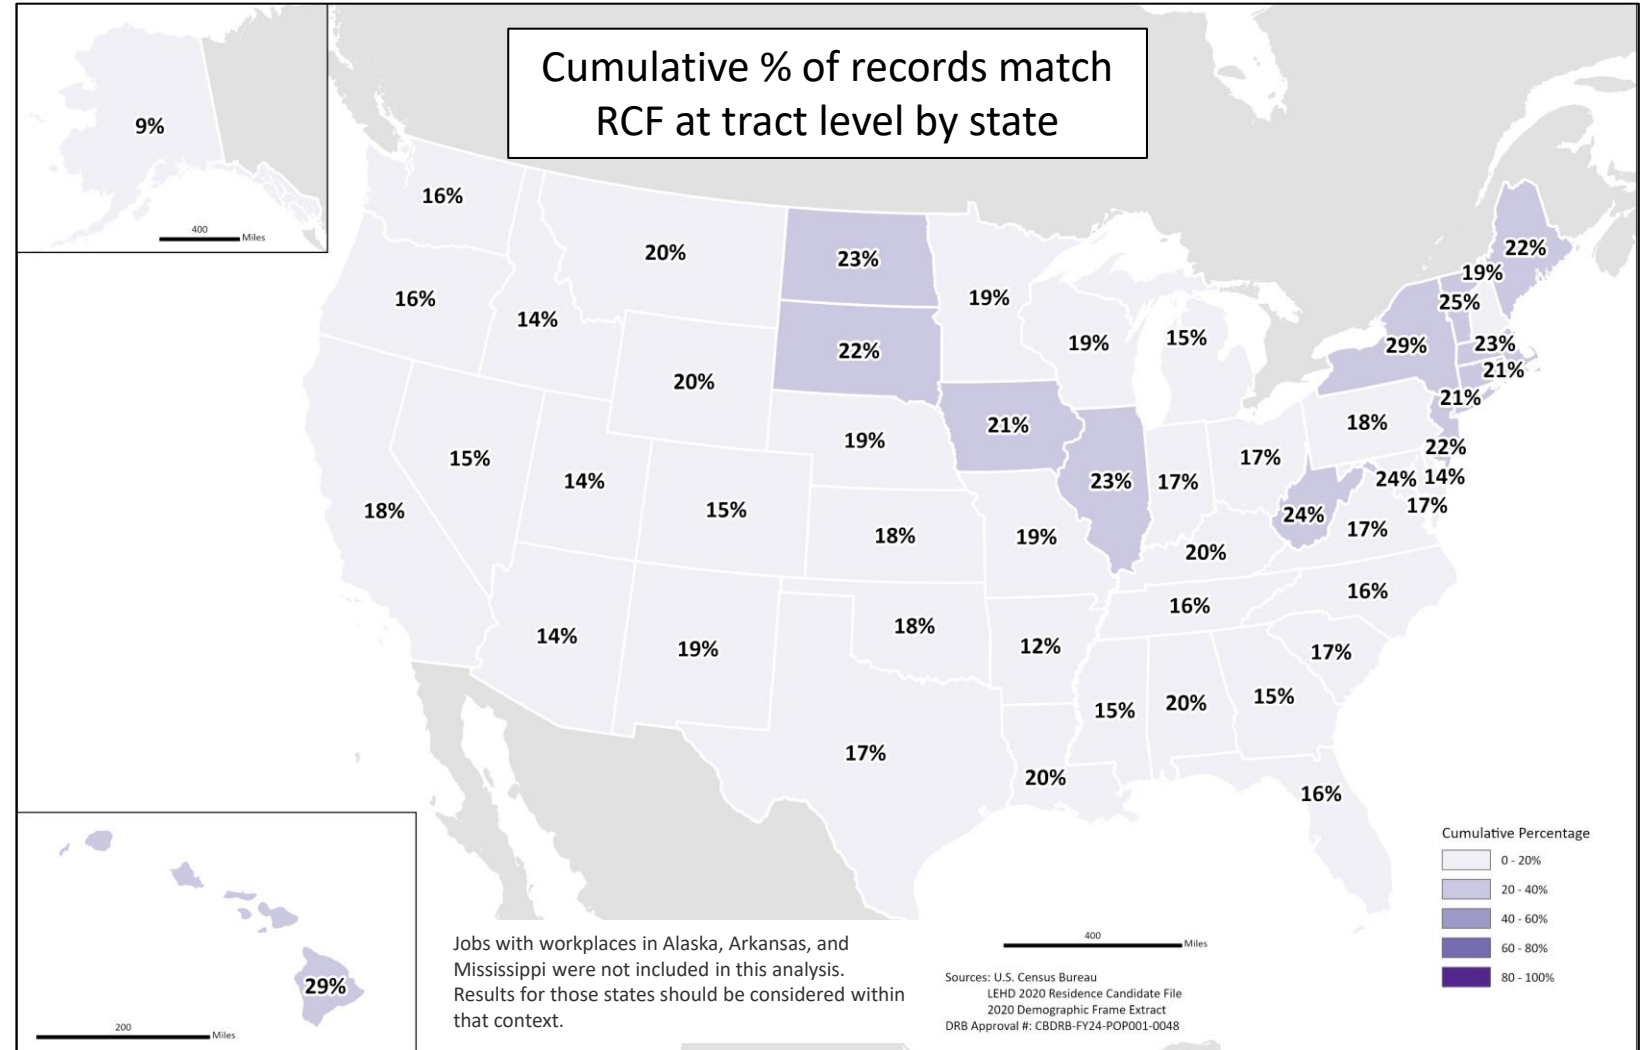 Cumulative % of records match
RCF at tract level by state
9%
400
Miles
16%
20%
23%
19%
22%
19%
25%
16%
14%
29%
23%
21%
21%
22%
19%
15%
20%
22%
15%
14%
19%
21%
18%
22%
18%
15%
18%
19%
23%
17%
17%
24%
14%
17%
24%
17%
20%
14%
19%
18%
12%
16%
16%
17%
15%
20%
15%
17%
20%
16%
29%
200
Miles
Jobs with workplaces in Alaska, Arkansas, and
Mississippi were not included in this analysis.
Results for those states should be considered within
that context.
400
Miles
Sources: U.S. Census Bureau
LEHD 2020 Residence Candidate File
2020 Demographic Frame Extract
DRB Approval #: CBDRB-FY24-POP001-0048
Cumulative Percentage
0 - 20%
20 - 40%
40 - 60%
60 - 80%
80 - 100%